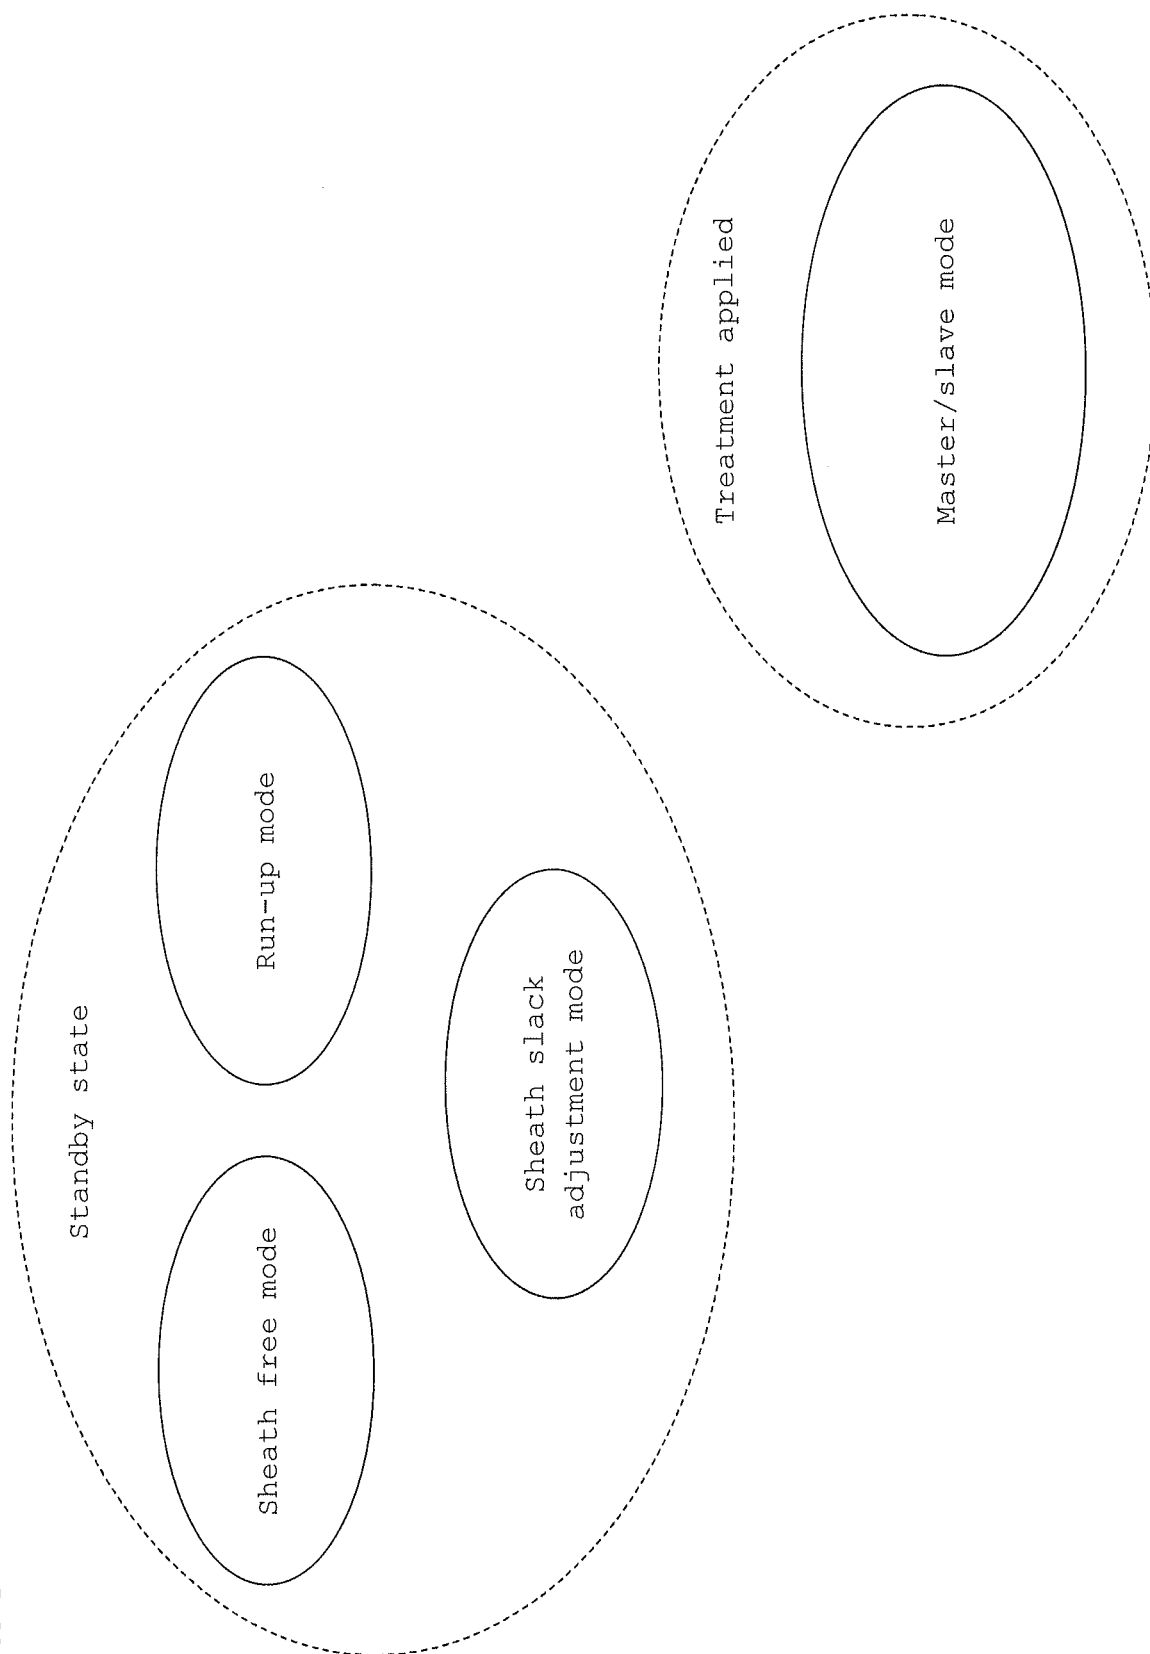 Standby state
Sheath free mode
Run-up mode
Sheath slack
adjustment mode
Treatment applied
Master/slave mode